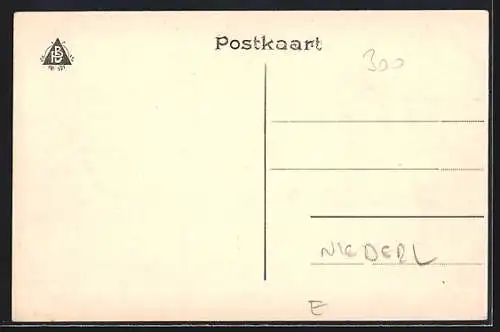 Postkaart
300
NIEDERL
E